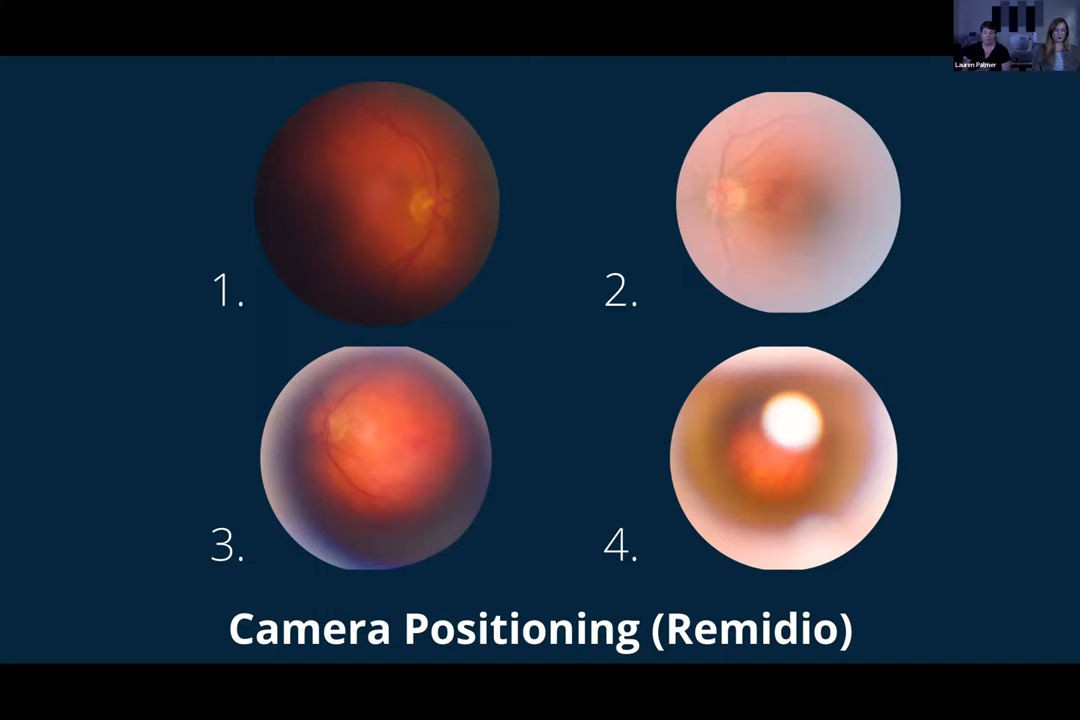 Lauren Palmer
1.
2.
3.
4.
Camera Positioning (Remidio)